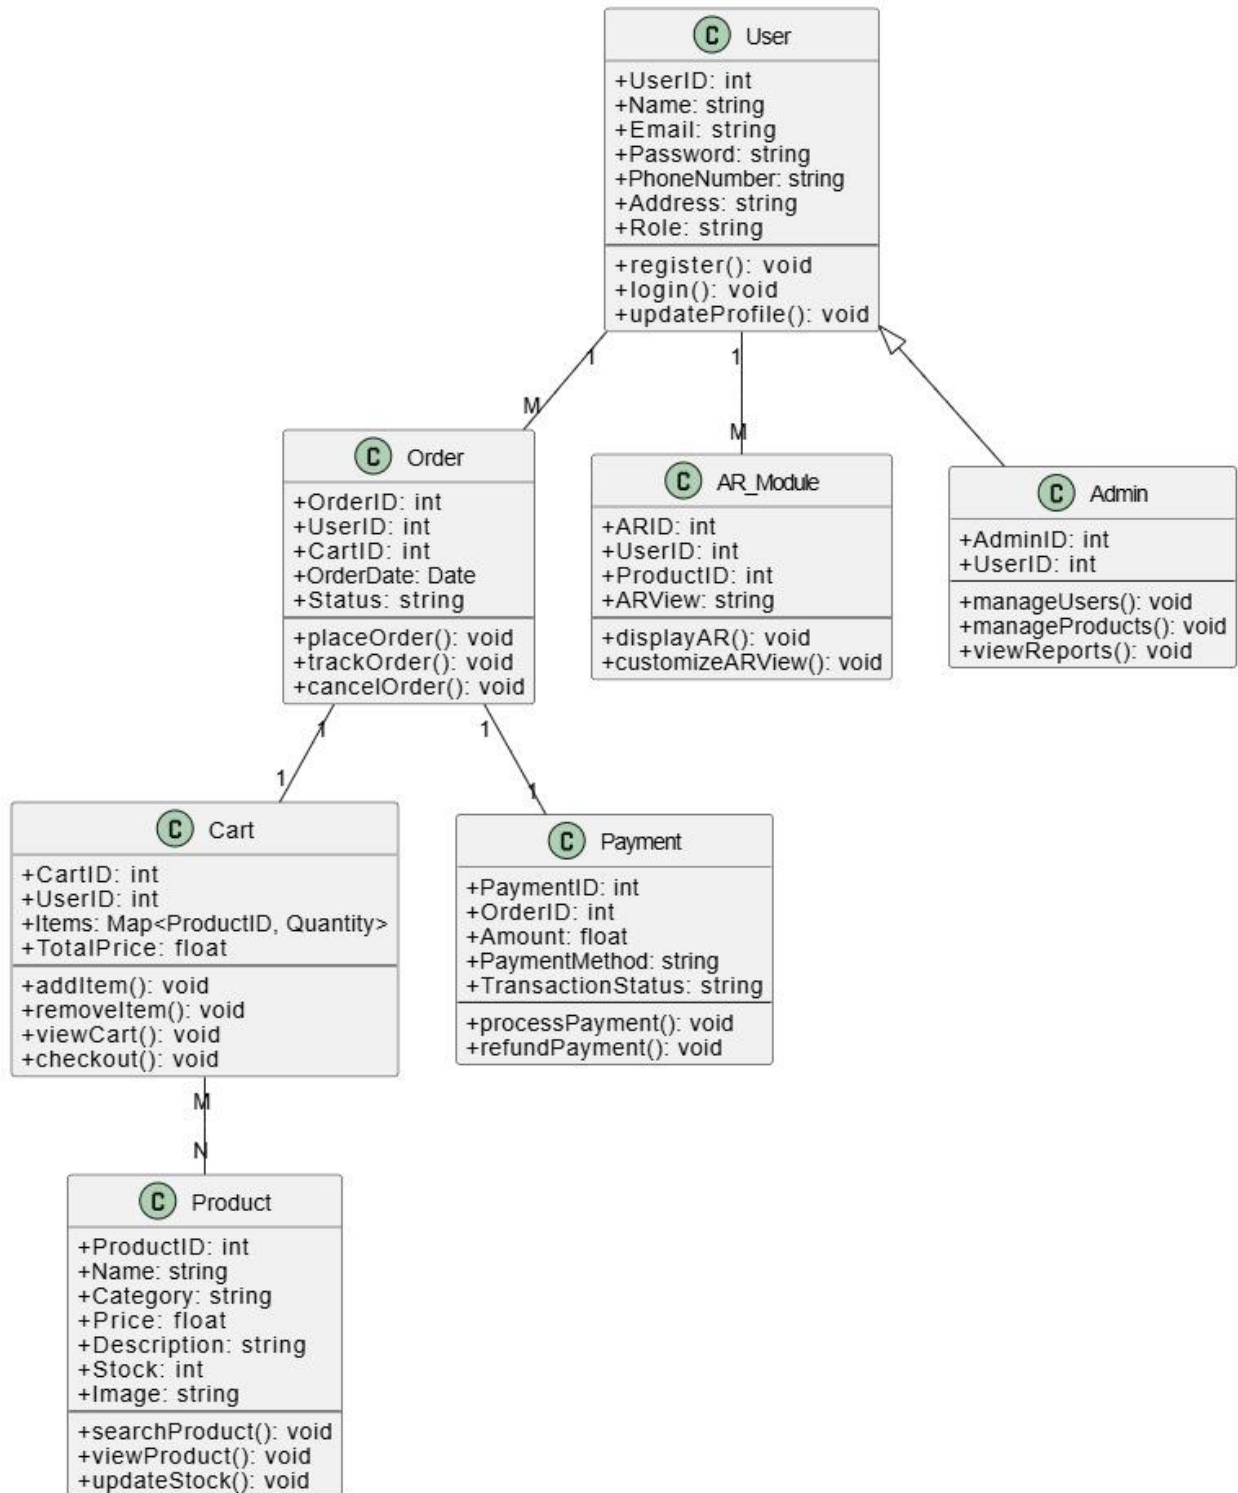 C User
+UserID: int
+Name: string
+Email: string
+Password: string
+PhoneNumber: string
+Address: string
+Role: string
+register(): void
+login(): void
+updateProfile(): void
1
1
M
M
C Order
+OrderID: int
+UserID: int
+CartID: int
+OrderDate: Date
+Status: string
+placeOrder(): void
+trackOrder(): void
+cancelOrder(): void
C AR_Module
+ARID: int
+UserID: int
+ProductID: int
+ARView: string
+displayAR(): void
+customizeARView(): void
C Admin
+AdminID: int
+UserID: int
+manageUsers(): void
+manageProducts(): void
+viewReports(): void
1
1
1
1
C Cart
+CartID: int
+UserID: int
+Items: Map<ProductID, Quantity>
+TotalPrice: float
+addItem(): void
+removeItem(): void
+viewCart(): void
+checkout(): void
C Payment
+PaymentID: int
+OrderID: int
+Amount: float
+PaymentMethod: string
+TransactionStatus: string
+processPayment(): void
+refundPayment(): void
M
N
C Product
+ProductID: int
+Name: string
+Category: string
+Price: float
+Description: string
+Stock: int
+Image: string
+searchProduct(): void
+viewProduct(): void
+updateStock(): void